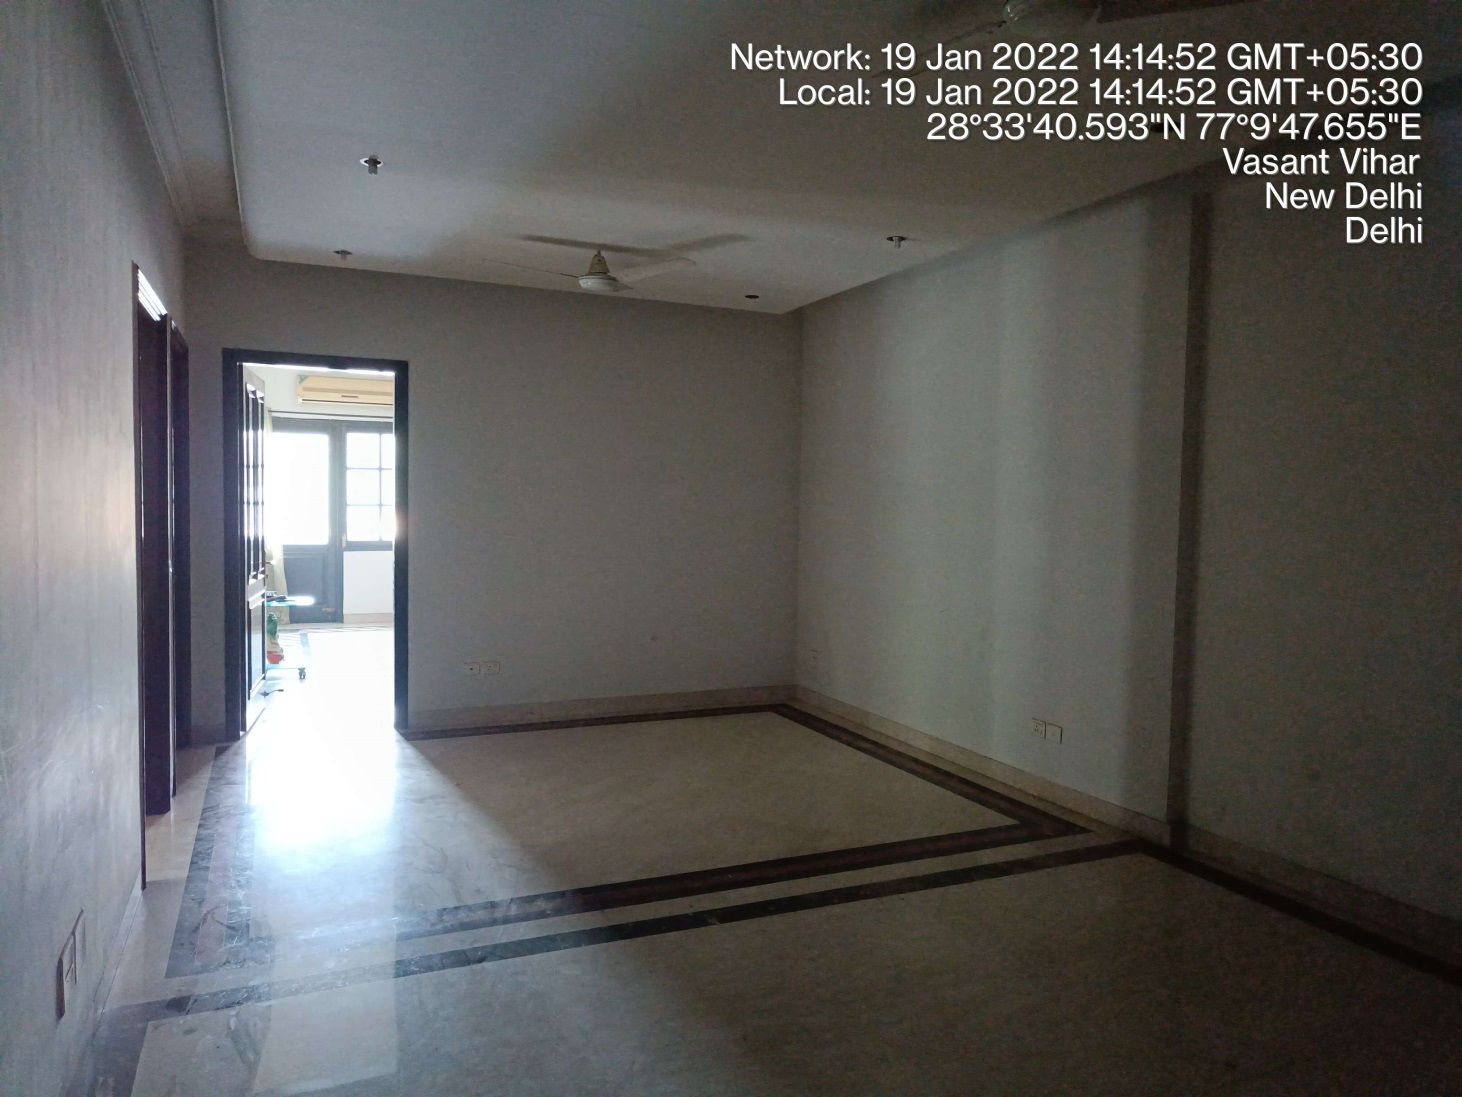 Network: 19 Jan 2022 14:14:52 GMT+05:30
Local: 19 Jan 2022 14:14:52 GMT+05:30
28°33'40.593"N 77°9'47.655"E
Vasant Vihar
New Delhi
Delhi